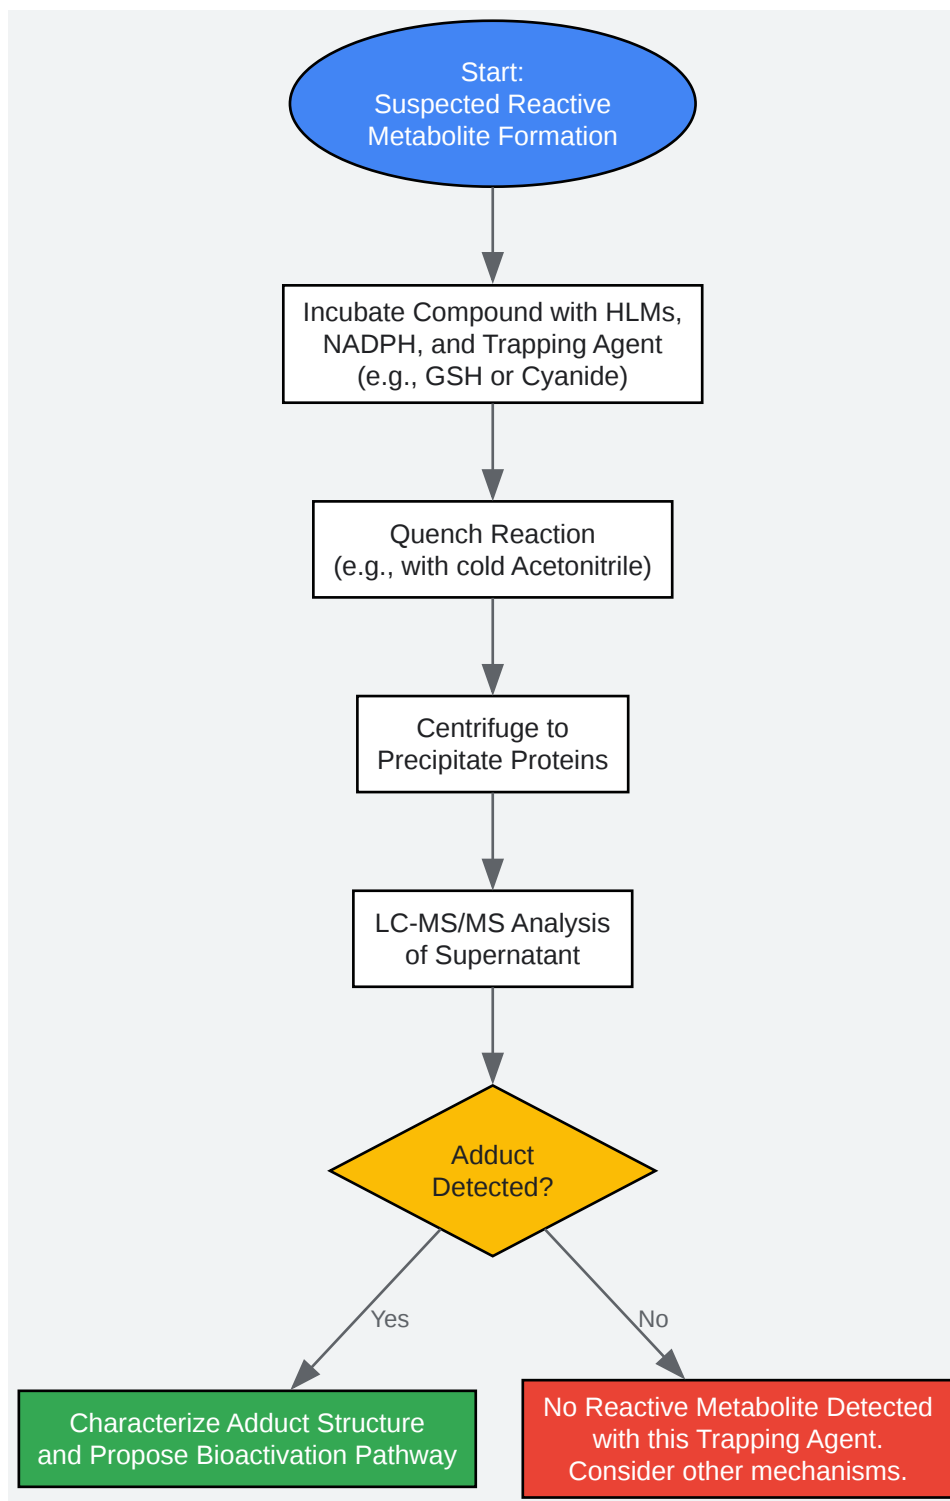 Start:
Suspected Reactive
Metabolite Formation
Incubate Compound with HLMs,
NADPH, and Trapping Agent
(e.g., GSH or Cyanide)
Quench Reaction
(e.g., with cold Acetonitrile)
Centrifuge to
Precipitate Proteins
LC-MS/MS Analysis
of Supernatant
Adduct
Detected?
Yes
No
Characterize Adduct Structure
and Propose Bioactivation Pathway
No Reactive Metabolite Detected
with this Trapping Agent.
Consider other mechanisms.